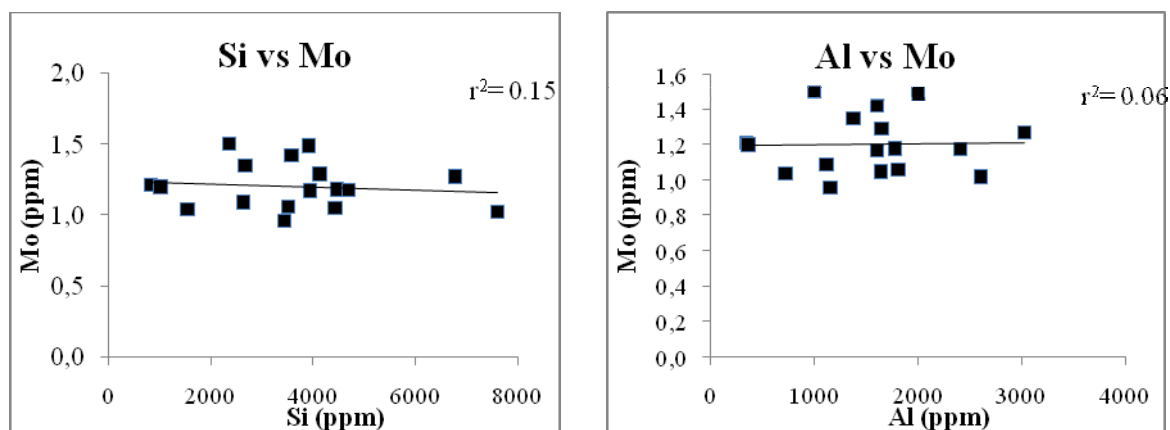 Si vs Mo
r²= 0.15
2,0
1,5
1,0
0,5
0,0
Mo (ppm)
0 2000 4000 6000 8000
Si (ppm)
Al vs Mo
r²= 0.06
1,6
1,4
1,2
1,0
0,8
0,6
0,4
0,2
0,0
Mo (ppm)
0 1000 2000 3000 4000
Al (ppm)